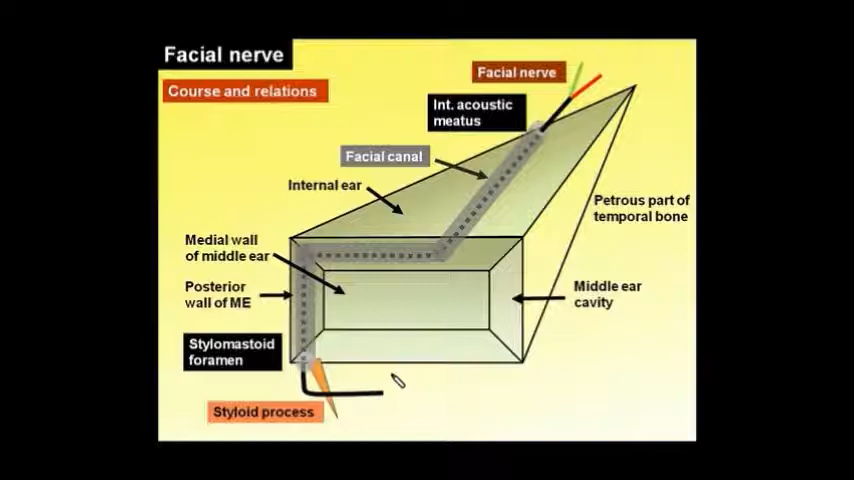 Facial nerve
Course and relations
Facial nerve
Int. acoustic
meatus
Facial canal
Internal ear
Petrous part of
temporal bone
Medial wall
of middle ear
Posterior
wall of ME
Middle ear
cavity
Stylomastoid
foramen
Styloid process